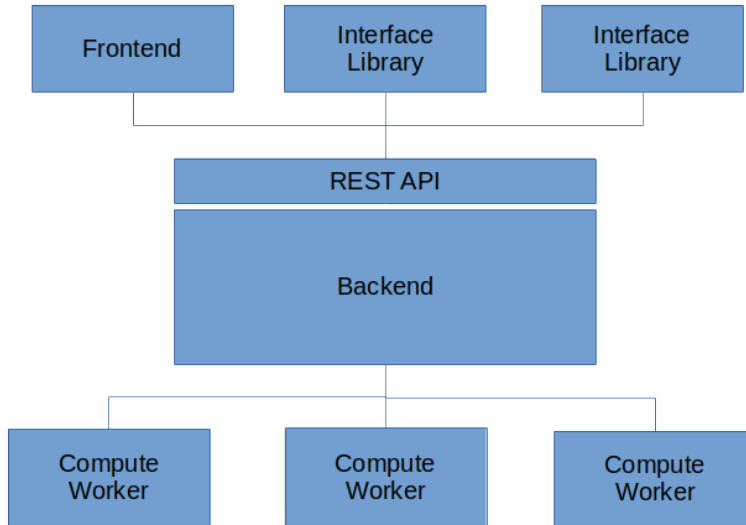 Frontend
Interface
Library
Interface
Library
REST API
Backend
Compute
Worker
Compute
Worker
Compute
Worker